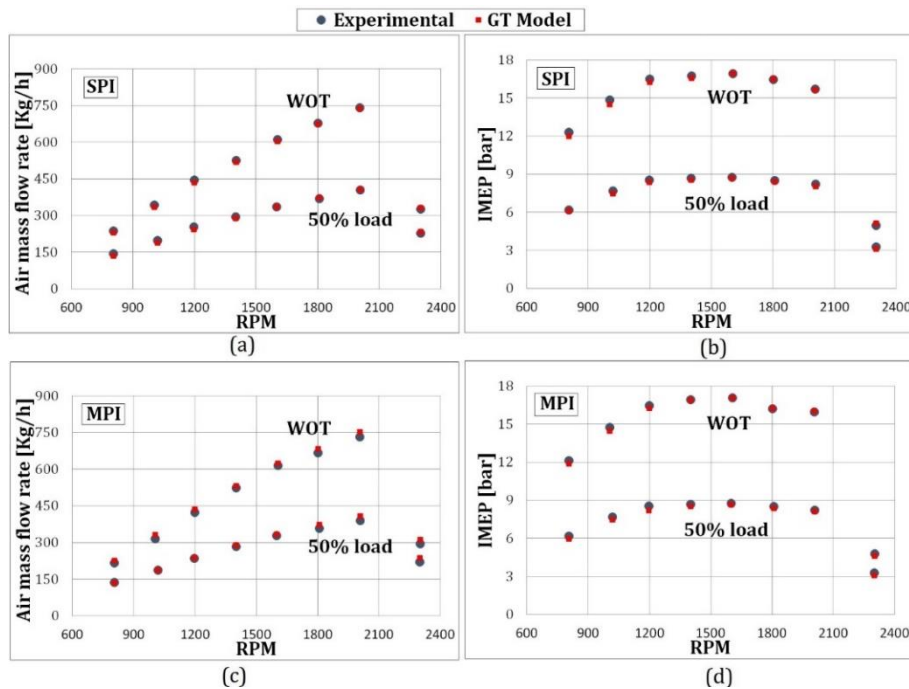 Experimental GT Model
SPI
WOT
50% load
Air mass flow rate [Kg/h]
900
750
600
450
300
150
0
600 900 1200 1500 1800 2100 2400
RPM
(a)
SPI
WOT
50% load
IMEP [bar]
18
15
12
9
6
3
0
600 900 1200 1500 1800 2100 2400
RPM
(b)
MPI
WOT
50% load
Air mass flow rate [Kg/h]
900
750
600
450
300
150
0
600 900 1200 1500 1800 2100 2400
RPM
(c)
MPI
WOT
50% load
IMEP [bar]
18
15
12
9
6
3
0
600 900 1200 1500 1800 2100 2400
RPM
(d)